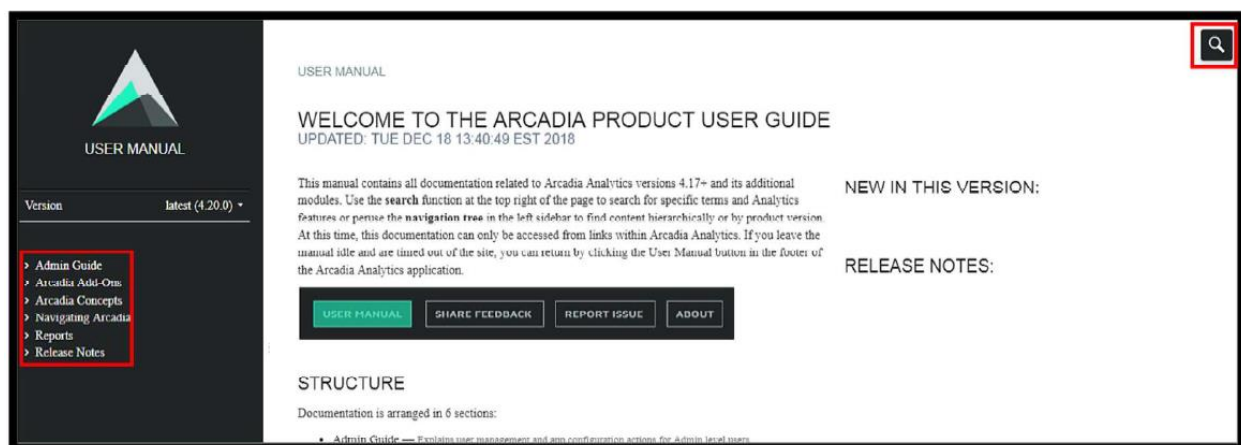 USER MANUAL
Version latest (4.20.0)
Admin Guide
Arcadia Add-Ons
Arcadia Concepts
Navigating Arcadia
Reports
Release Notes
USER MANUAL
WELCOME TO THE ARCADIA PRODUCT USER GUIDE
UPDATED: TUE DEC 18 13:40:49 EST 2018
This manual contains all documentation related to Arcadia Analytics versions 4.17+ and its additional
modules. Use the search function at the top right of the page to search for specific terms and Analytics
features or peruse the navigation tree in the left sidebar to find content hierarchically or by product version.
At this time, this documentation can only be accessed from links within Arcadia Analytics. If you leave the
manual idle and are timed out of the site, you can return by clicking the User Manual button in the footer of
the Arcadia Analytics application.
USER MANUAL SHARE FEEDBACK REPORT ISSUE ABOUT
STRUCTURE
Documentation is arranged in 6 sections:
• Admin Guide — Explains user management and app configuration actions for Admin level users
NEW IN THIS VERSION:
RELEASE NOTES: